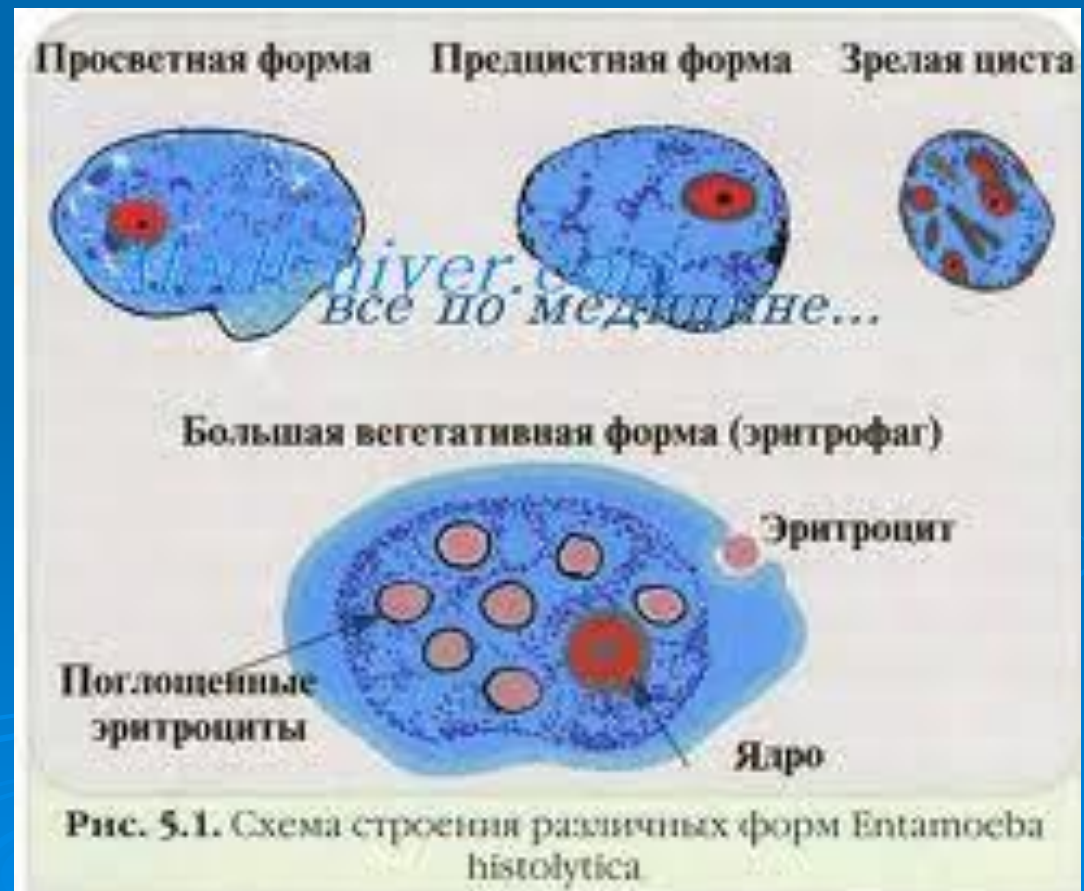 Просветная форма Предцистная форма Зрелая циста
все по медицине...
Большая вегетативная форма (эритрофаг)
Эритроцит
Поглощенные
эритроциты
Ядро
Рис. 5.1. Схема строения различных форм Entamoeba
histolytica